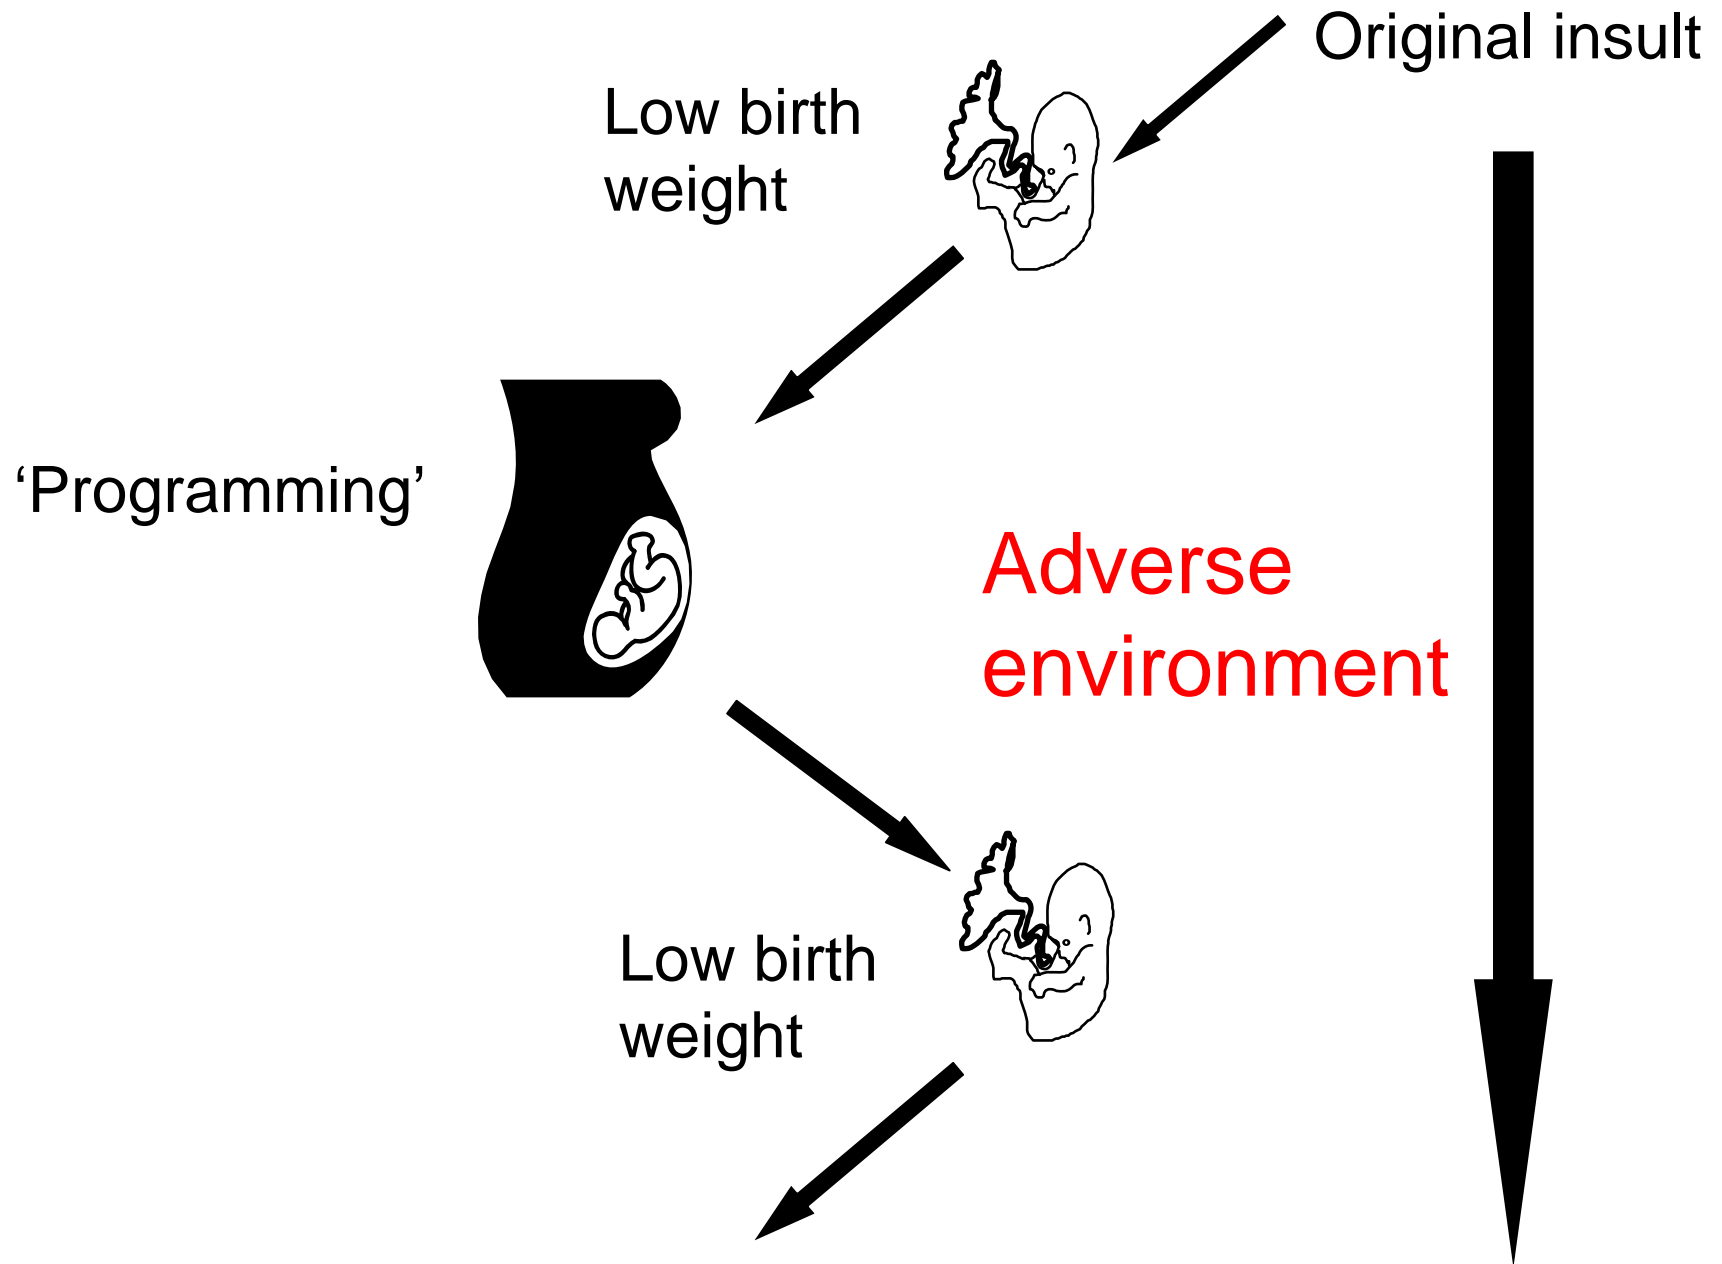 Original insult
Low birth
weight
‘Programming’
Adverse
environment
Low birth
weight